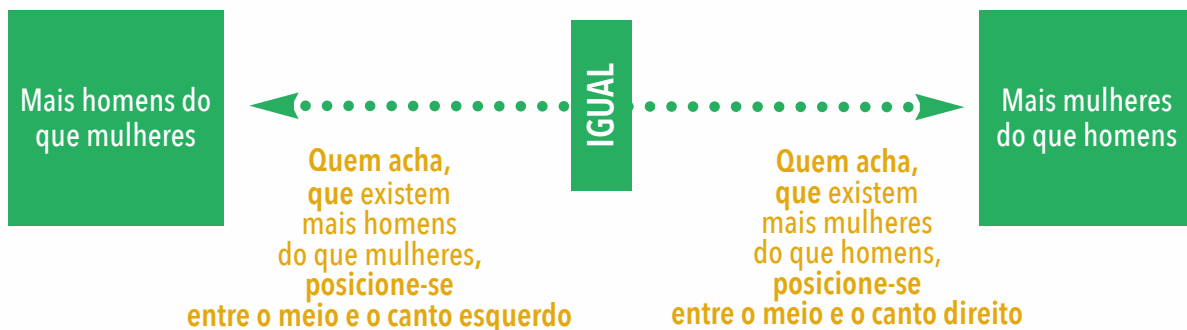 Mais homens do
que mulheres
IGUAL
Mais mulheres
do que homens
Quem acha,
que existem
mais homens
do que mulheres,
posicione-se
entre o meio e o canto esquerdo
Quem acha,
que existem
mais mulheres
do que homens,
posicione-se
entre o meio e o canto direito